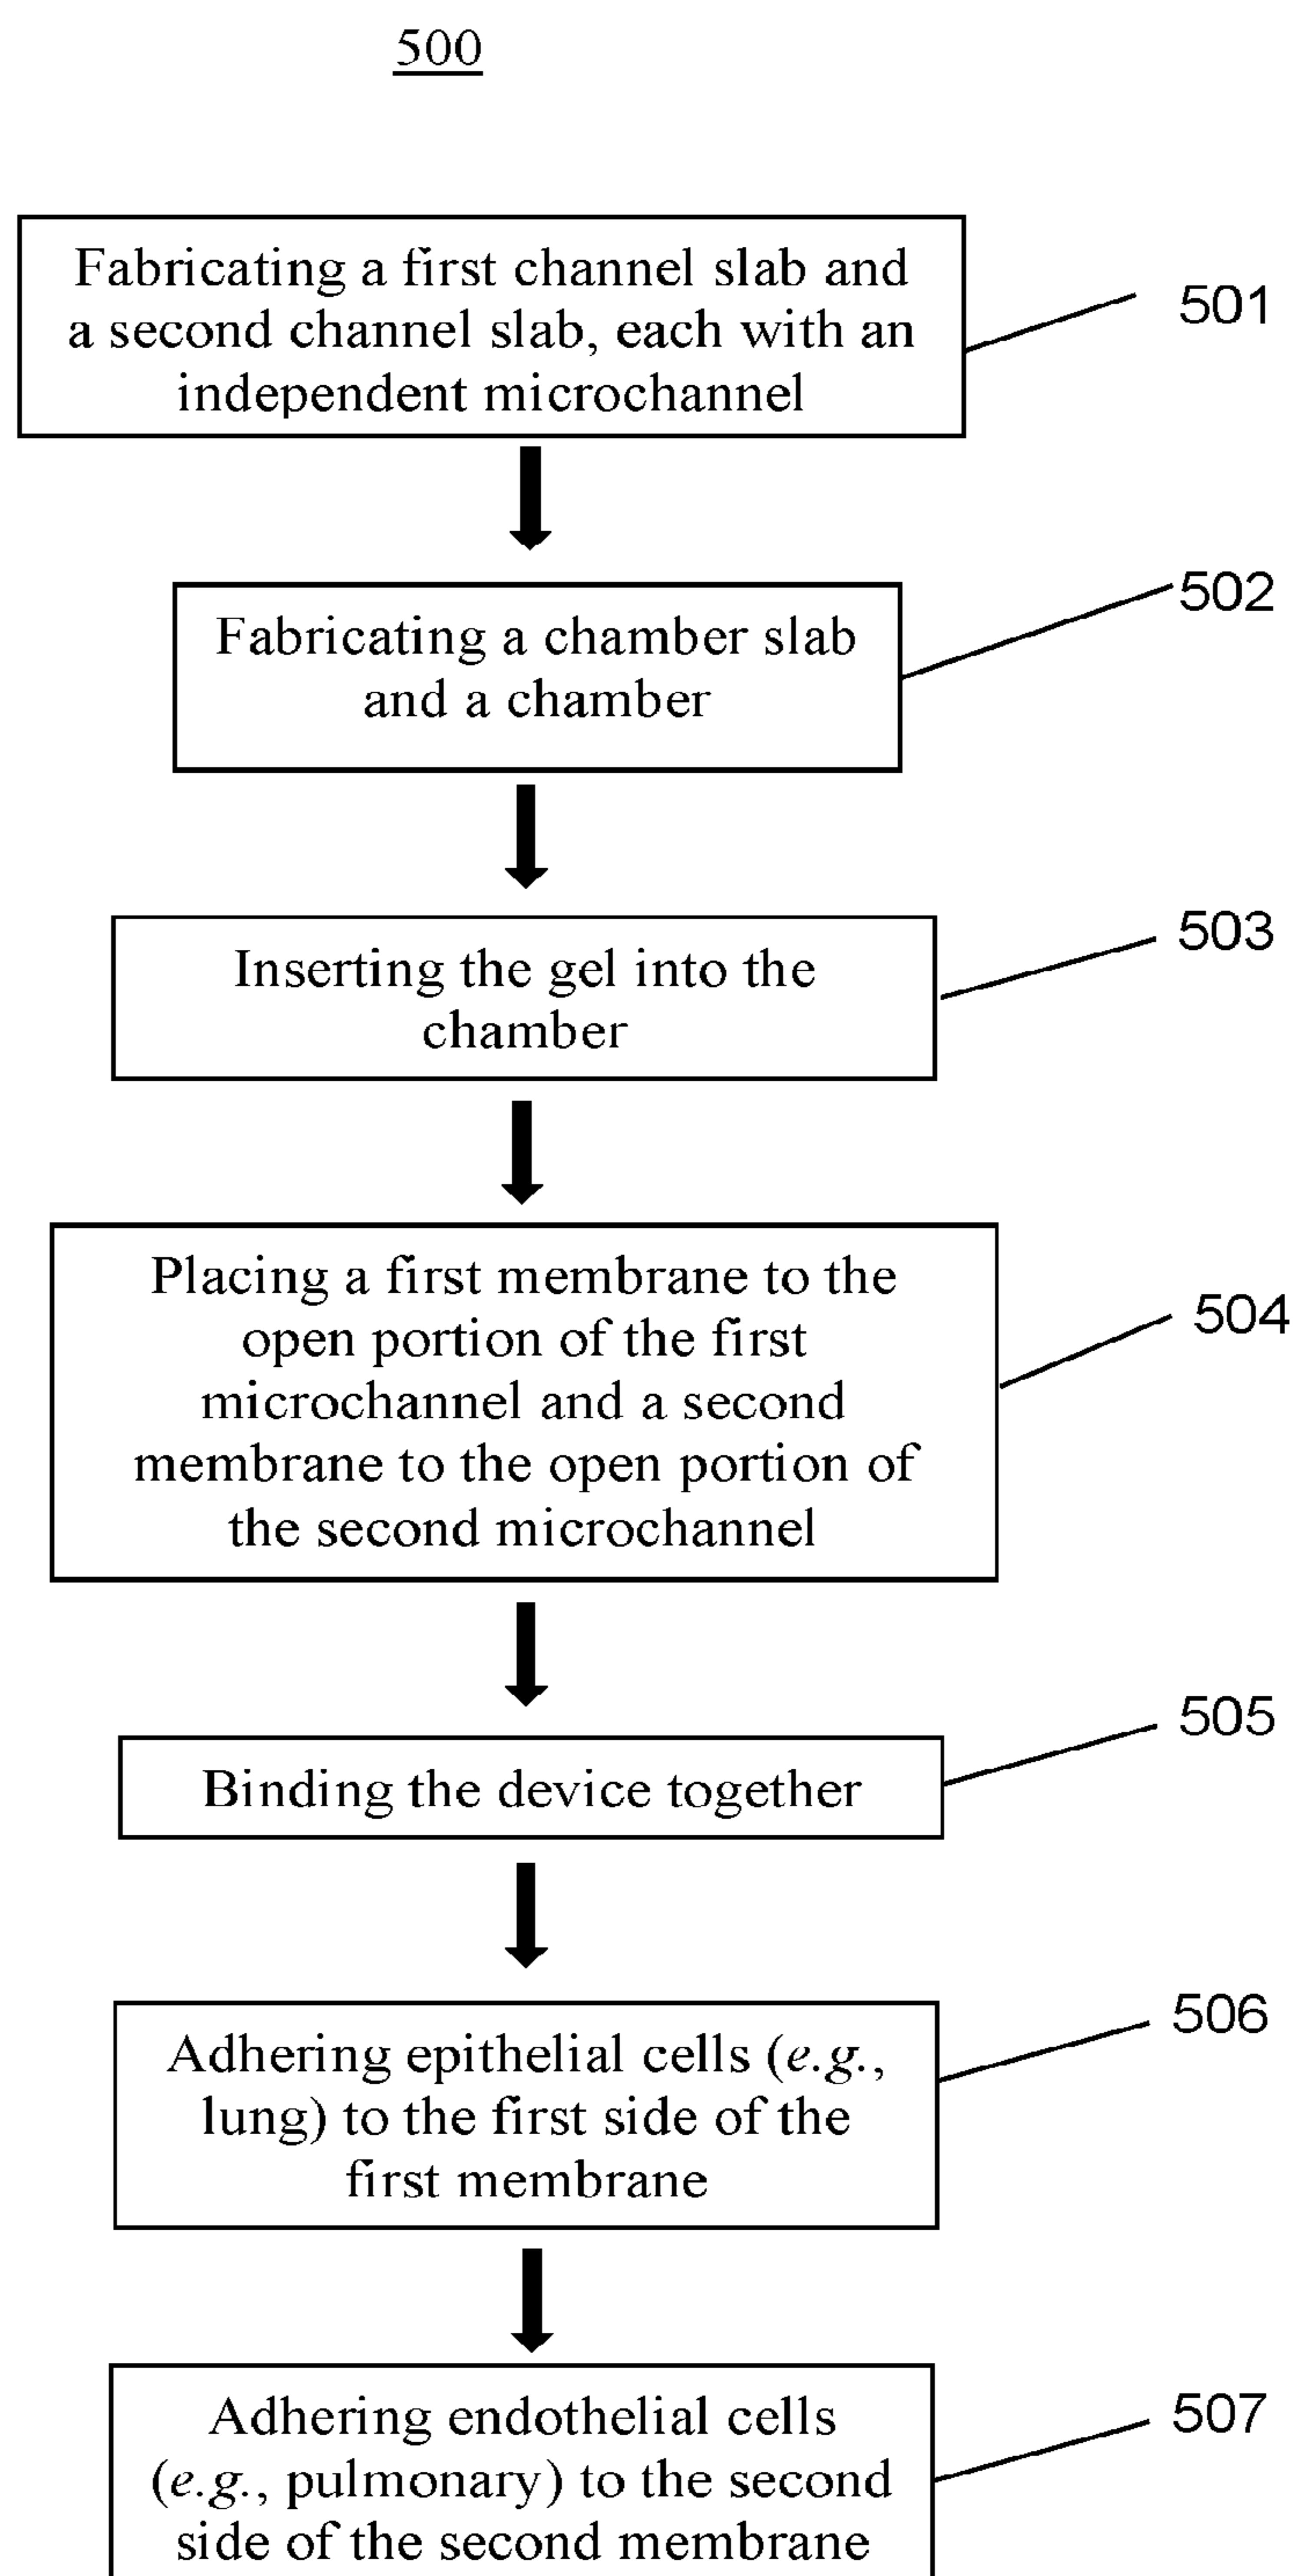 500
Fabricating a first channel slab and
a second channel slab, each with an
independent microchannel
501
Fabricating a chamber slab
and a chamber
502
Inserting the gel into the
chamber
503
Placing a first membrane to the
open portion of the first
microchannel and a second
membrane to the open portion of
the second microchannel
504
Binding the device together
505
Adhering epithelial cells (e.g.,
lung) to the first side of the
first membrane
506
Adhering endothelial cells
(e.g., pulmonary) to the second
side of the second membrane
507